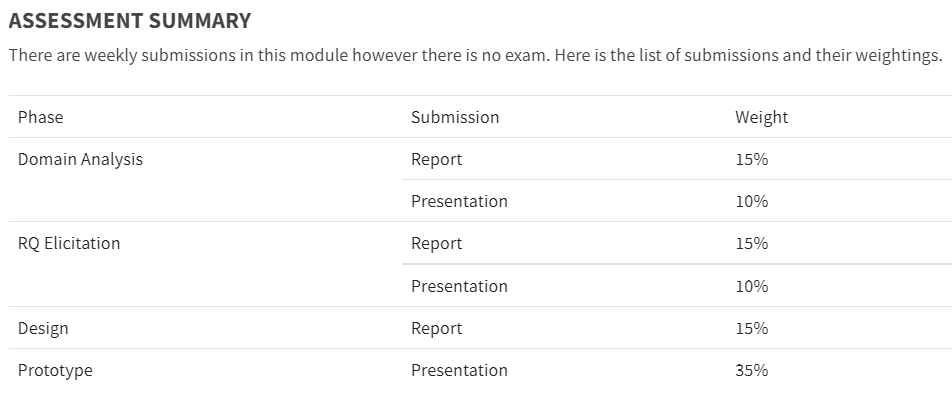 ASSESSMENT SUMMARY
There are weekly submissions in this module however there is no exam. Here is the list of submissions and their weightings.
Phase Submission Weight
Domain Analysis Report 15%
Presentation 10%
RQ Elicitation Report 15%
Presentation 10%
Design Report 15%
Prototype Presentation 35%